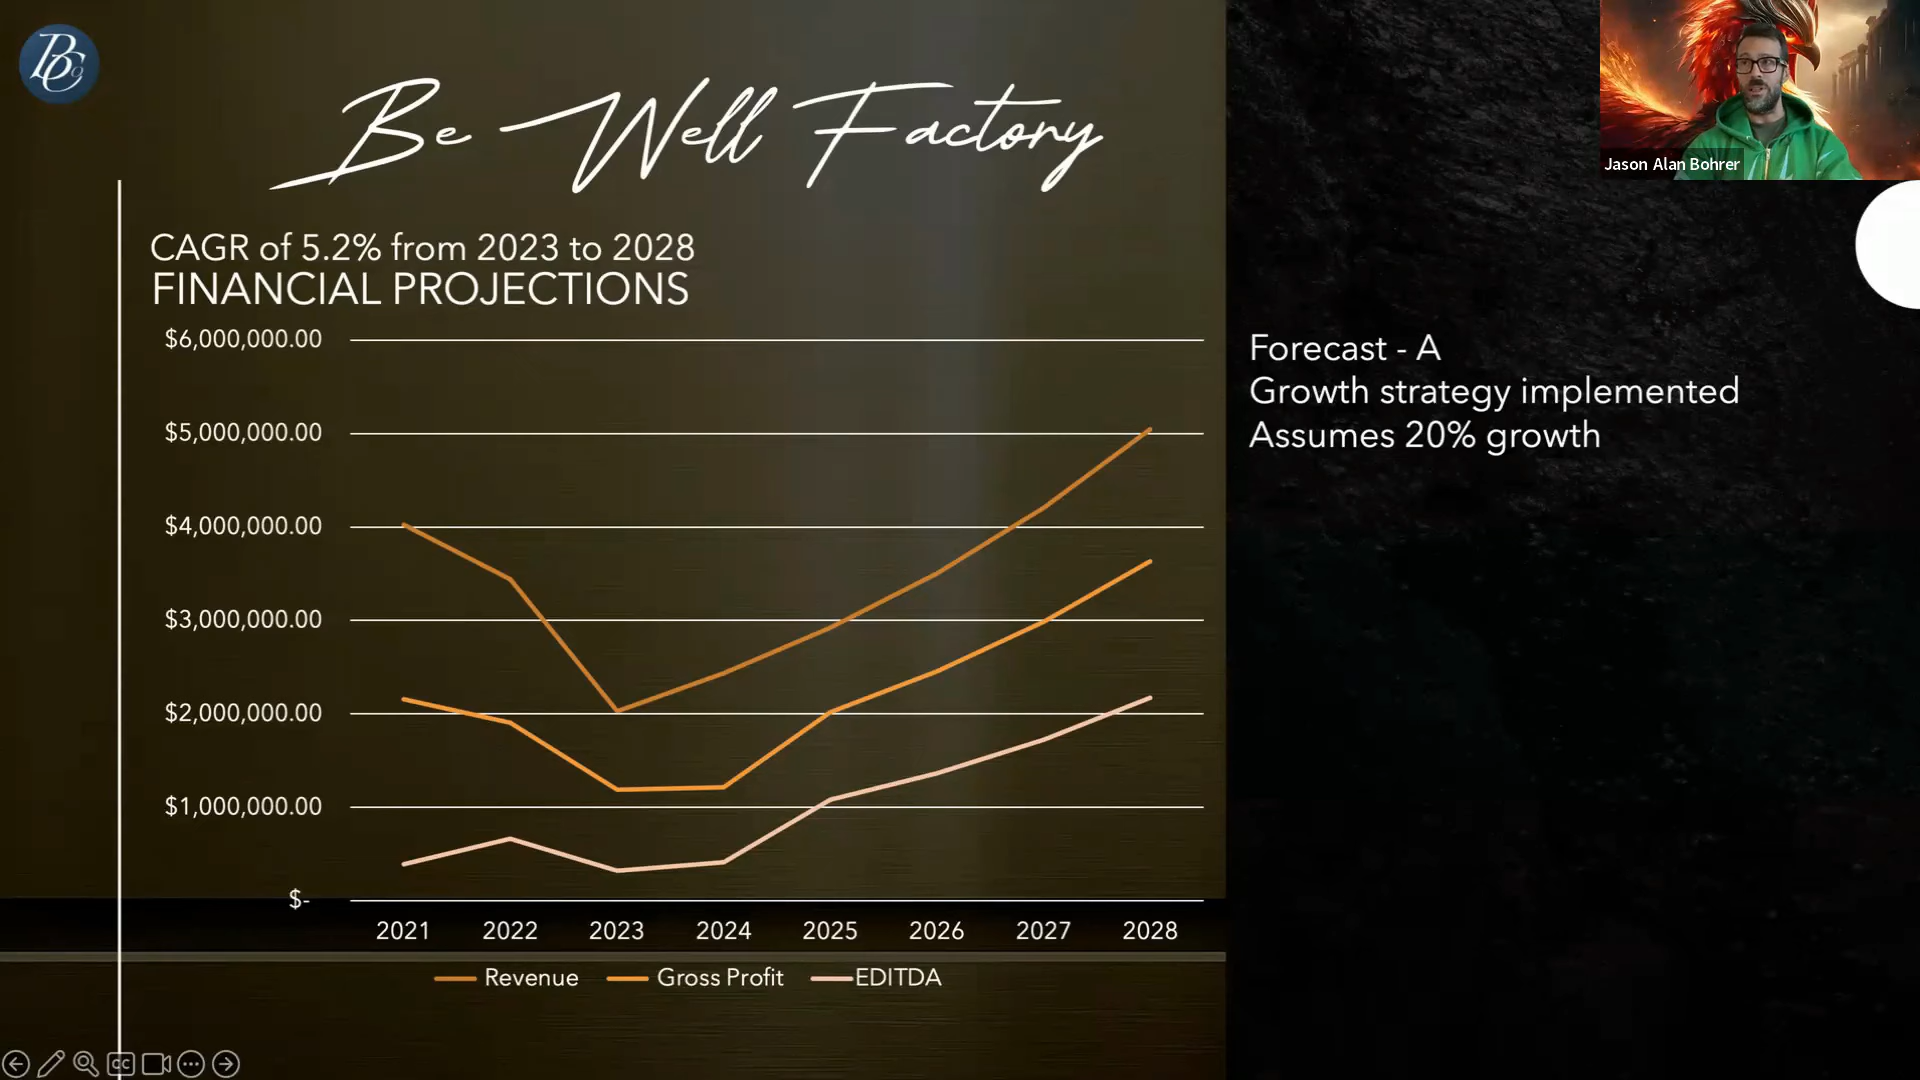 BC9
Be Well Factory
Jason Alan Bohrer
CAGR of 5.2% from 2023 to 2028
FINANCIAL PROJECTIONS
$6,000,000.00
$5,000,000.00
$4,000,000.00
$3,000,000.00
$2,000,000.00
$1,000,000.00
$-
2021 2022 2023 2024 2025 2026 2027 2028
Revenue Gross Profit EDITDA
Forecast - A
Growth strategy implemented
Assumes 20% growth
CC